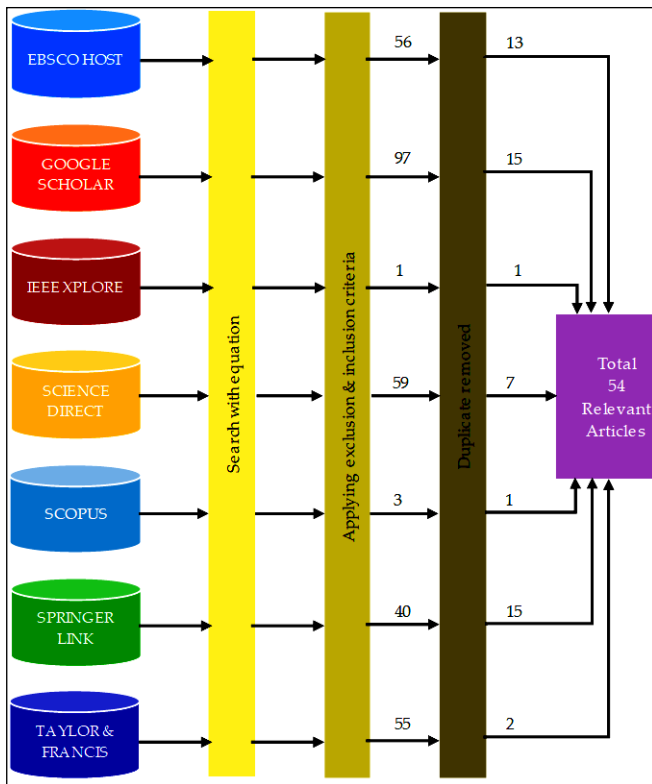 EBSCO HOST
56
13
GOOGLE
SCHOLAR
97
15
IEEE XPLORE
1
1
SCIENCE
DIRECT
59
7
SCOPUS
3
1
SPRINGER
LINK
40
15
TAYLOR &
FRANCIS
55
2
Search with equation
Applying exclusion & inclusion criteria
Duplicate removed
Total
54
Relevant
Articles